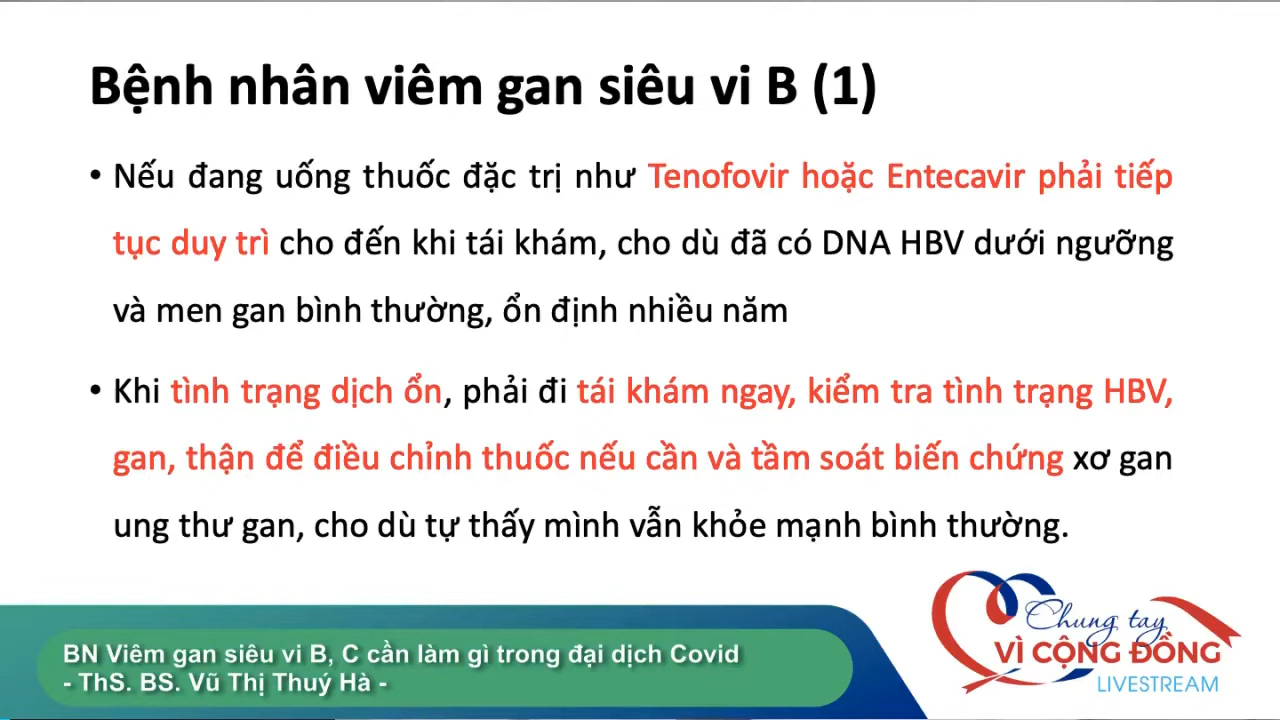 Bệnh nhân viêm gan siêu vi B (1)
• Nếu đang uống thuốc đặc trị như Tenofovir hoặc Entecavir phải tiếp
tục duy trì cho đến khi tái khám, cho dù đã có DNA HBV dưới ngưỡng
và men gan bình thường, ổn định nhiều năm
• Khi tình trạng dịch ổn, phải đi tái khám ngay, kiểm tra tình trạng HBV,
gan, thận để điều chỉnh thuốc nếu cần và tầm soát biến chứng xơ gan
ung thư gan, cho dù tự thấy mình vẫn khỏe mạnh bình thường.
BN Viêm gan siêu vi B, C cần làm gì trong đại dịch Covid
- ThS. BS. Vũ Thị Thuý Hà -
Chung tay
VÌ CỘNG ĐỒNG
LIVESTREAM